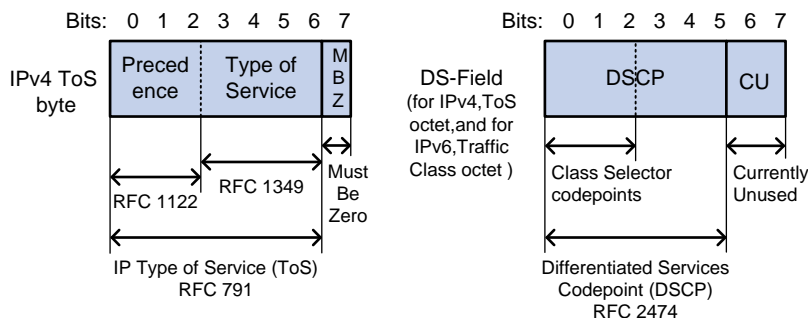 Bits: 0 1 2 3 4 5 6 7
IPv4 ToS
byte
Preced
ence
Type of
Service
M
B
Z
RFC 1122
RFC 1349
Must
Be
Zero
IP Type of Service (ToS)
RFC 791
Bits: 0 1 2 3 4 5 6 7
DS-Field
(for IPv4,ToS
octet,and for
IPv6,Traffic
Class octet )
DSCP
CU
Class Selector
codepoints
Currently
Unused
Differentiated Services
Codepoint (DSCP)
RFC 2474